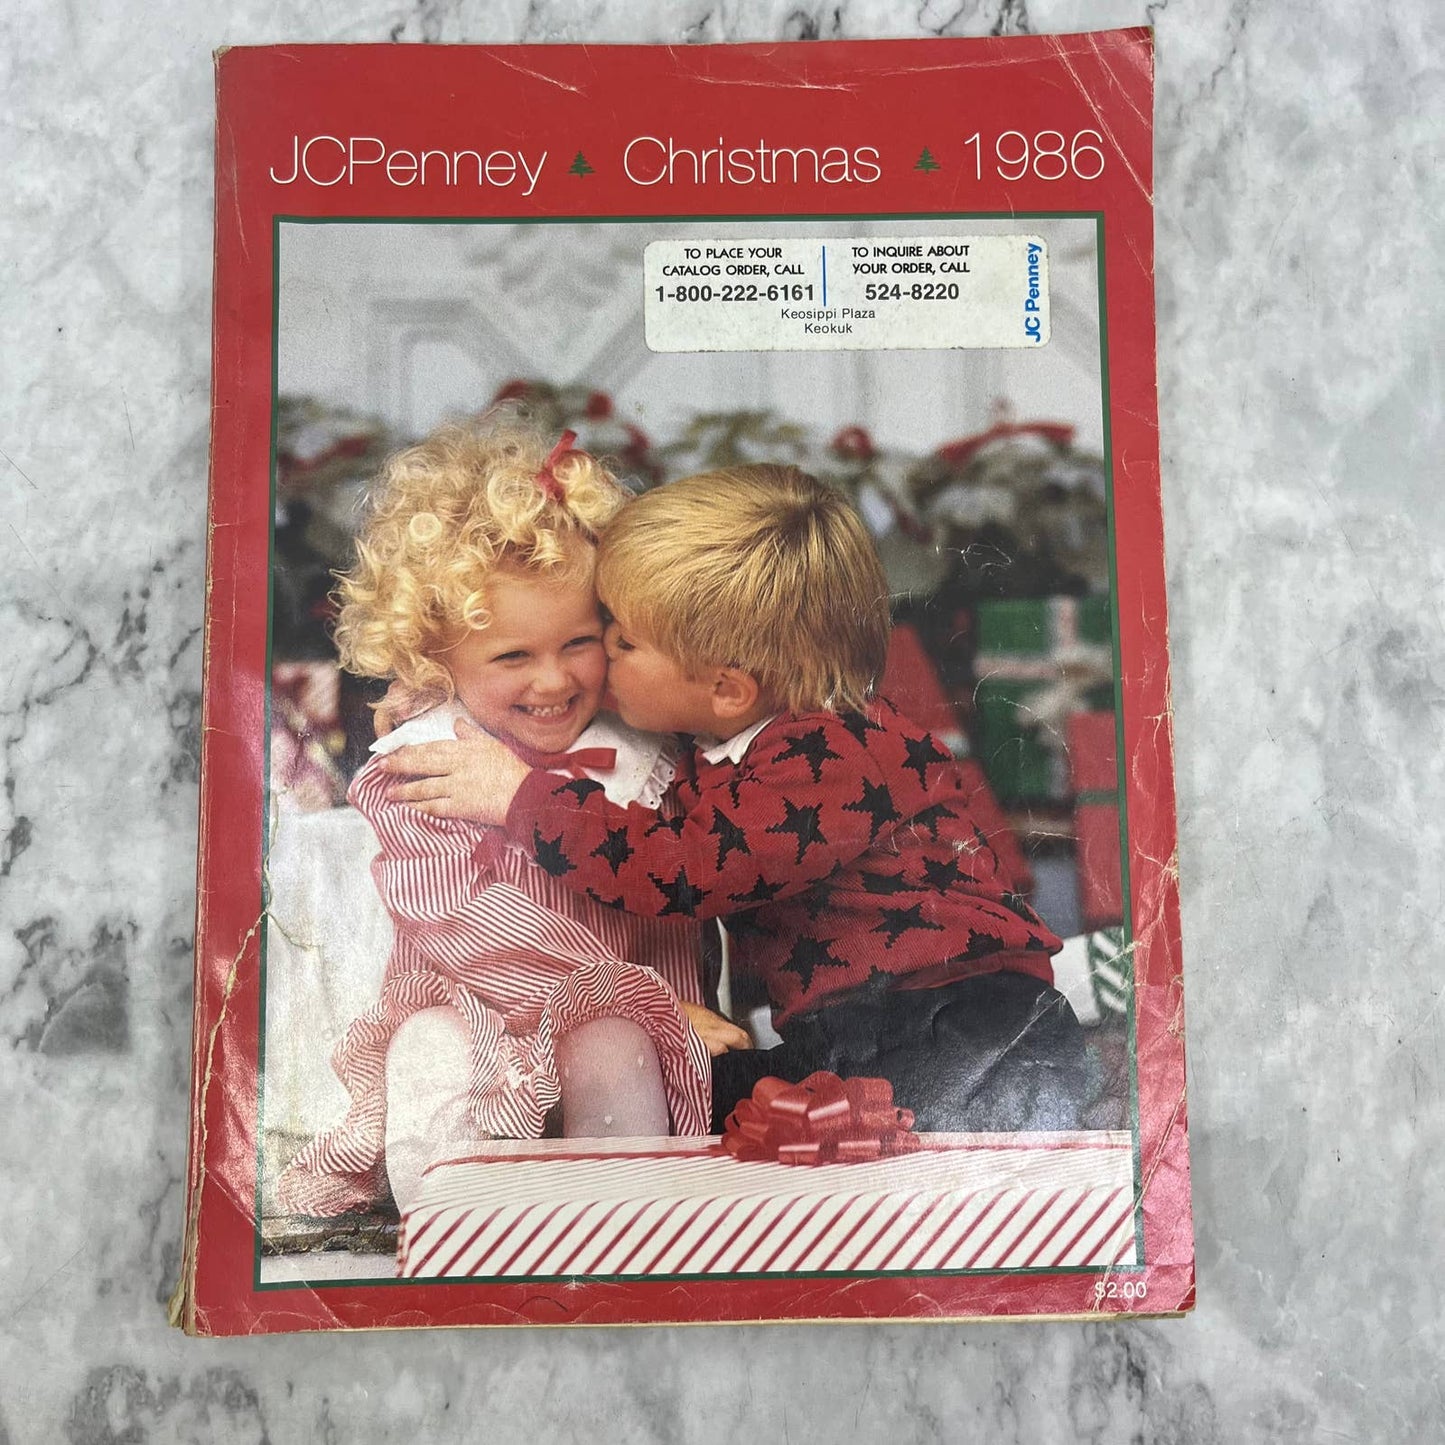 JCPenney Christmas 1986
TO PLACE YOUR
CATALOG ORDER, CALL
1-800-222-6161
TO INQUIRE ABOUT
YOUR ORDER, CALL
524-8220
Keosippi Plaza
Keokuk
JC Penney
$2.00